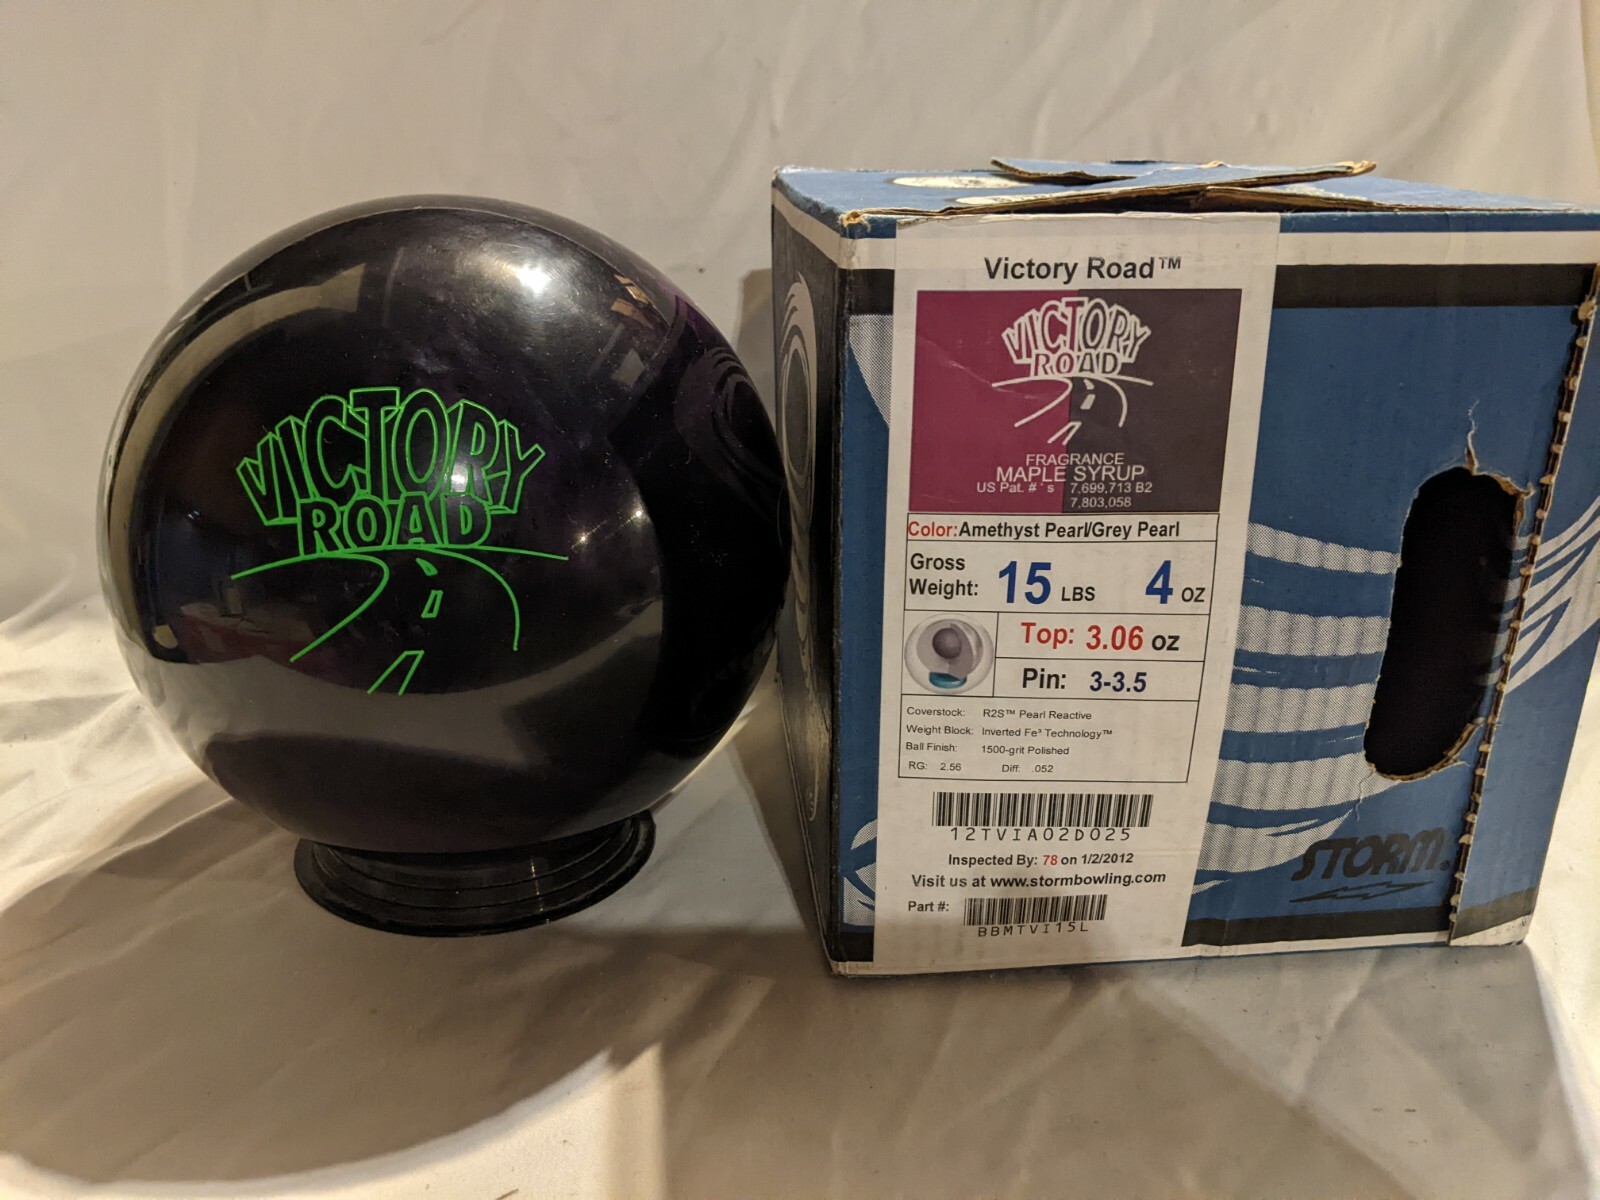 VICTORY
ROAD
Victory Road™
VICTORY
ROAD
FRAGRANCE
MAPLE SYRUP
US Pat. #`s 7,699,713 B2
7,803,058
Color:Amethyst Pearl/Grey Pearl
Gross Weight: 15 LBS 4 OZ
Top: 3.06 oz
Pin: 3-3.5
Coverstock: R2S™ Pearl Reactive
Weight Block: Inverted Fe³ Technology™
Ball Finish: 1500-grit Polished
RG: 2.56 Diff: .052
12TVIA02D025
Inspected By: 78 on 1/2/2012
Visit us at www.stormbowling.com
Part #:
BBMTVI15L
STORM.